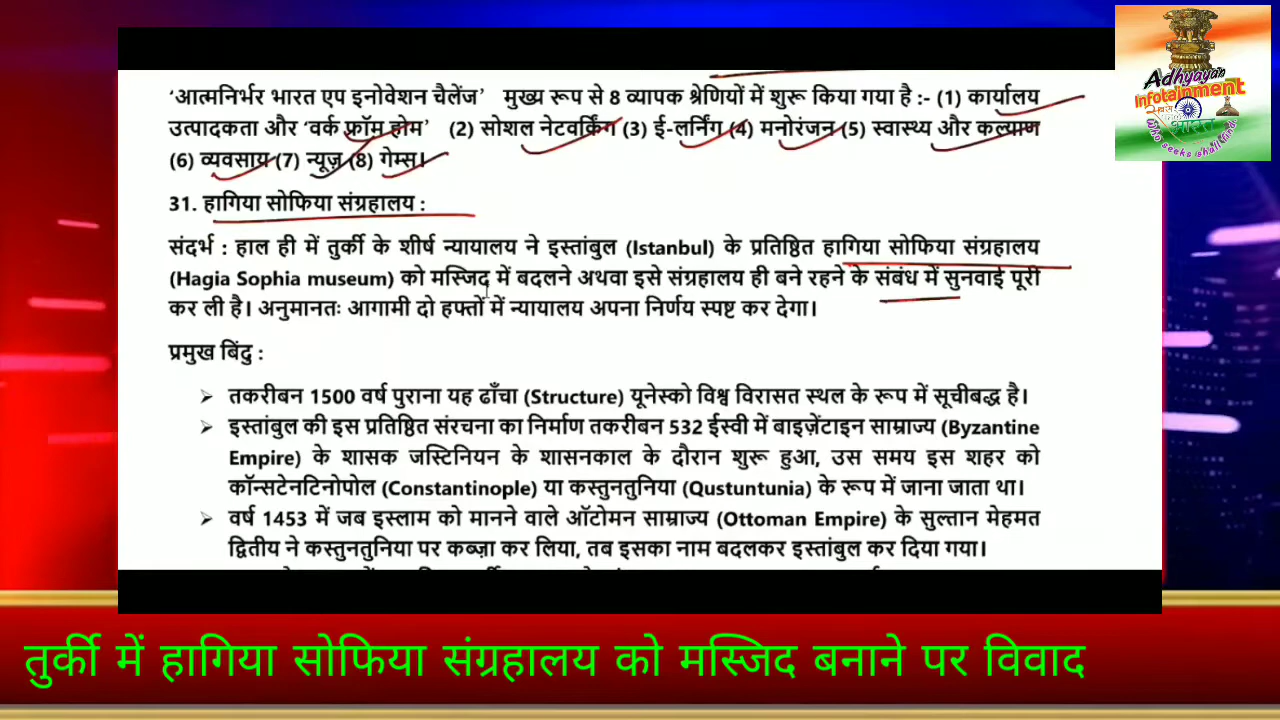 ‘आत्मनिर्भर भारत एप इनोवेशन चैलेंज’ मुख्य रूप से 8 व्यापक श्रेणियों में शुरू किया गया है :- (1) कार्यालय
उत्पादकता और ‘वर्क फ्रॉम होम’ (2) सोशल नेटवर्किंग (3) ई-लर्निंग (4) मनोरंजन (5) स्वास्थ्य और कल्याण
(6) व्यवसाय (7) न्यूज़ (8) गेम्स।
31. हागिया सोफिया संग्रहालय :
संदर्भ : हाल ही में तुर्की के शीर्ष न्यायालय ने इस्तांबुल (Istanbul) के प्रतिष्ठित हागिया सोफिया संग्रहालय
(Hagia Sophia museum) को मस्जिद में बदलने अथवा इसे संग्रहालय ही बने रहने के संबंध में सुनवाई पूरी
कर ली है। अनुमानतः आगामी दो हफ्तों में न्यायालय अपना निर्णय स्पष्ट कर देगा।
प्रमुख बिंदु :
➢ तकरीबन 1500 वर्ष पुराना यह ढाँचा (Structure) यूनेस्को विश्व विरासत स्थल के रूप में सूचीबद्ध है।
➢ इस्तांबुल की इस प्रतिष्ठित संरचना का निर्माण तकरीबन 532 ईस्वी में बाइज़ेंटाइन साम्राज्य (Byzantine
Empire) के शासक जस्टिनियन के शासनकाल के दौरान शुरू हुआ, उस समय इस शहर को
कॉन्सटेनटिनोपोल (Constantinople) या कस्तुनतुनिया (Qustuntunia) के रूप में जाना जाता था।
➢ वर्ष 1453 में जब इस्लाम को मानने वाले ऑटोमन साम्राज्य (Ottoman Empire) के सुल्तान मेहमत
द्वितीय ने कस्तुनतुनिया पर कब्ज़ा कर लिया, तब इसका नाम बदलकर इस्तांबुल कर दिया गया।
Adhyayan
infotainment
भारत
Who seeks shall find
तुर्की में हागिया सोफिया संग्रहालय को मस्जिद बनाने पर विवाद